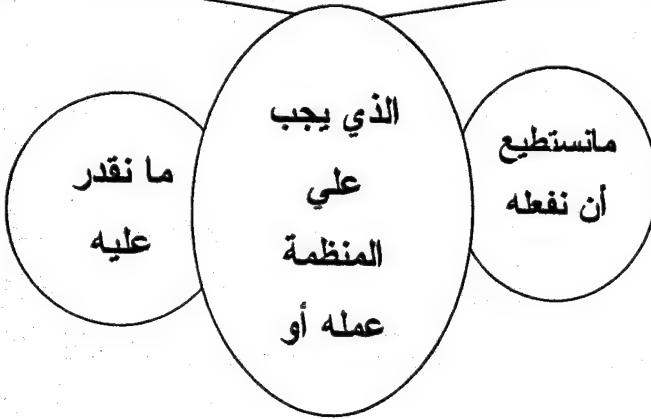 مانستطيع
أن نفعله
الذي يجب
علي
المنظمة
عمله أو
ما نقدر
عليه